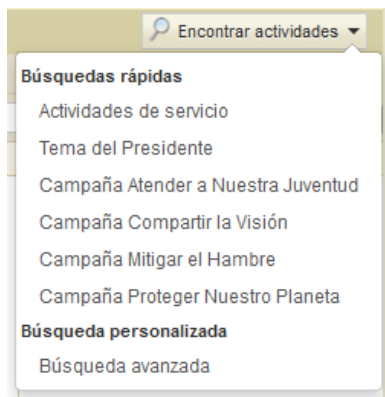 Encontrar actividades
Búsquedas rápidas
Actividades de servicio
Tema del Presidente
Campaña Atender a Nuestra Juventud
Campaña Compartir la Visión
Campaña Mitigar el Hambre
Campaña Proteger Nuestro Planeta
Búsqueda personalizada
Búsqueda avanzada